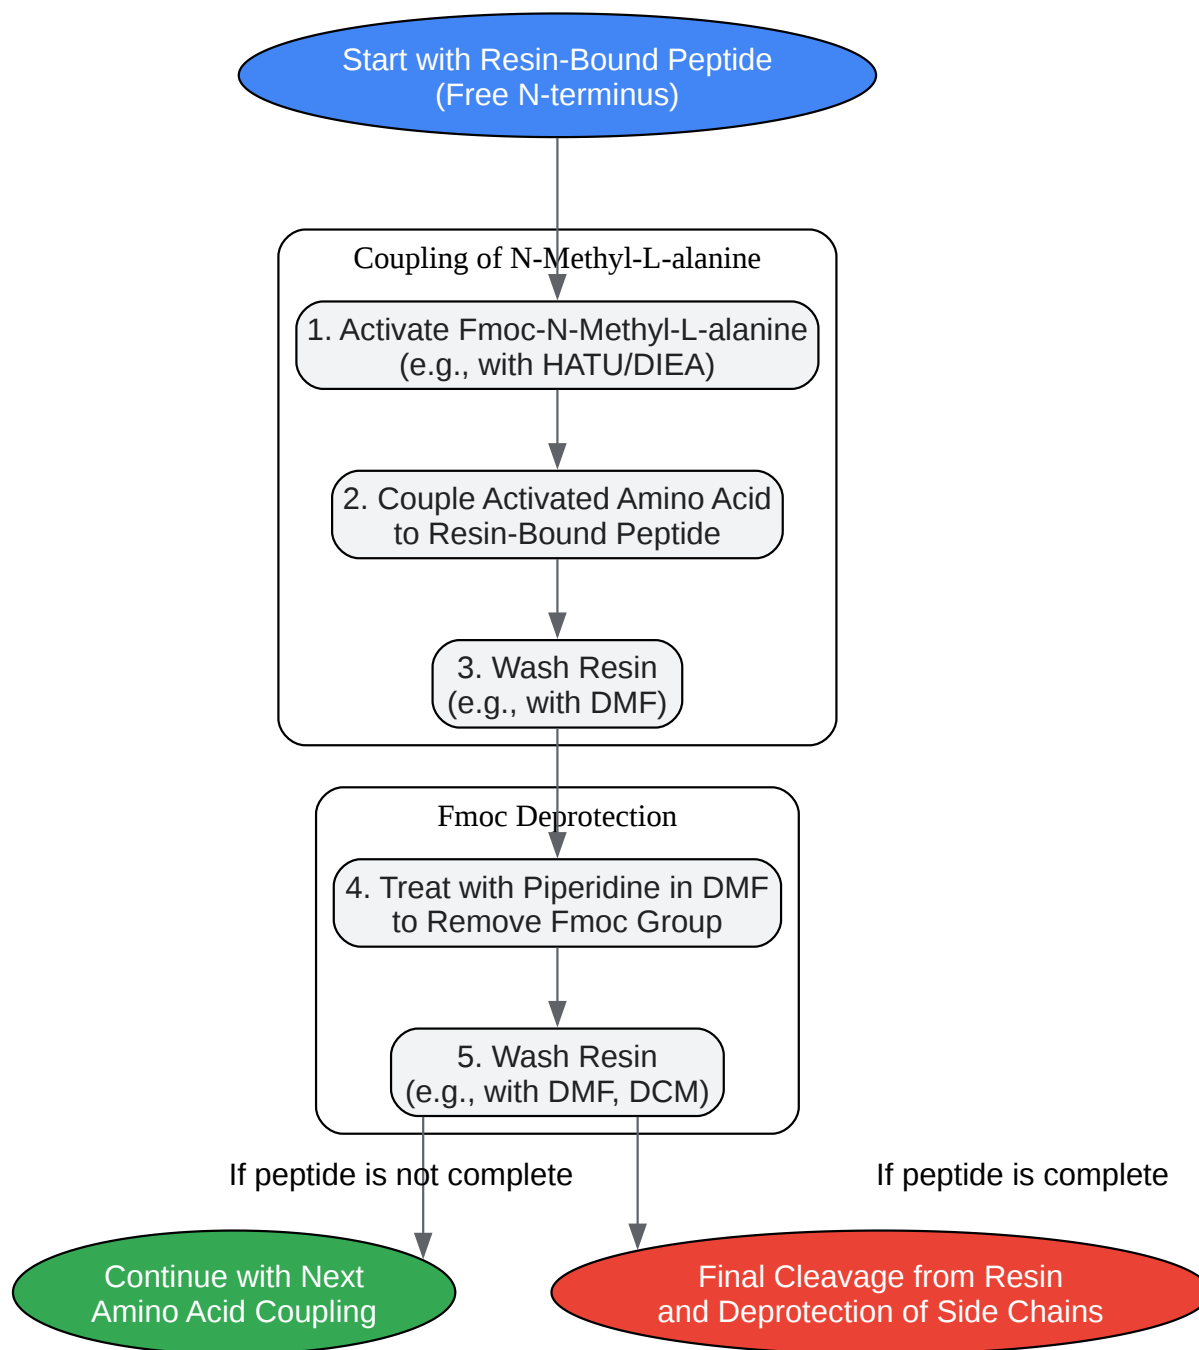 Start with Resin-Bound Peptide
(Free N-terminus)
Coupling of N-Methyl-L-alanine
1. Activate Fmoc-N-Methyl-L-alanine
(e.g., with HATU/DIEA)
2. Couple Activated Amino Acid
to Resin-Bound Peptide
3. Wash Resin
(e.g., with DMF)
Fmoc Deprotection
4. Treat with Piperidine in DMF
to Remove Fmoc Group
5. Wash Resin
(e.g., with DMF, DCM)
If peptide is not complete
If peptide is complete
Continue with Next
Amino Acid Coupling
Final Cleavage from Resin
and Deprotection of Side Chains